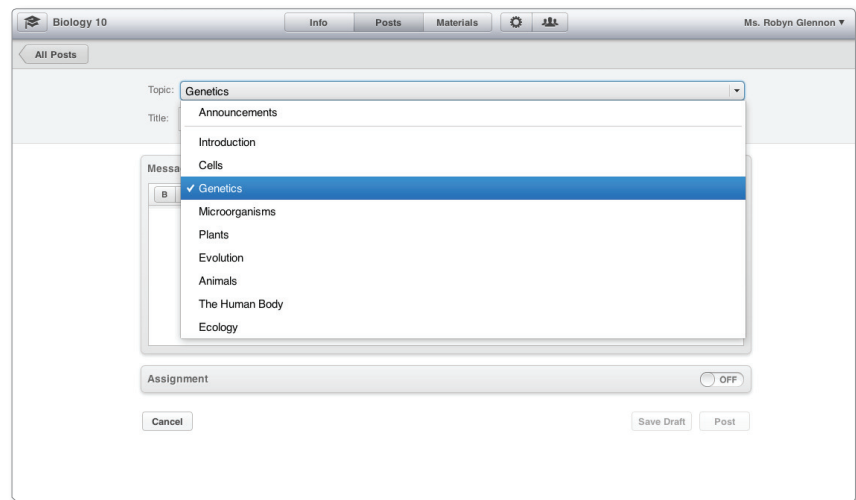 Biology 10 Info Posts Materials Ms. Robyn Glennon ▼
All Posts
Topic: Genetics
Announcements
Title:
Introduction
Cells
Messa
B ✓ Genetics
Microorganisms
Plants
Evolution
Animals
The Human Body
Ecology
Assignment OFF
Cancel Save Draft Post